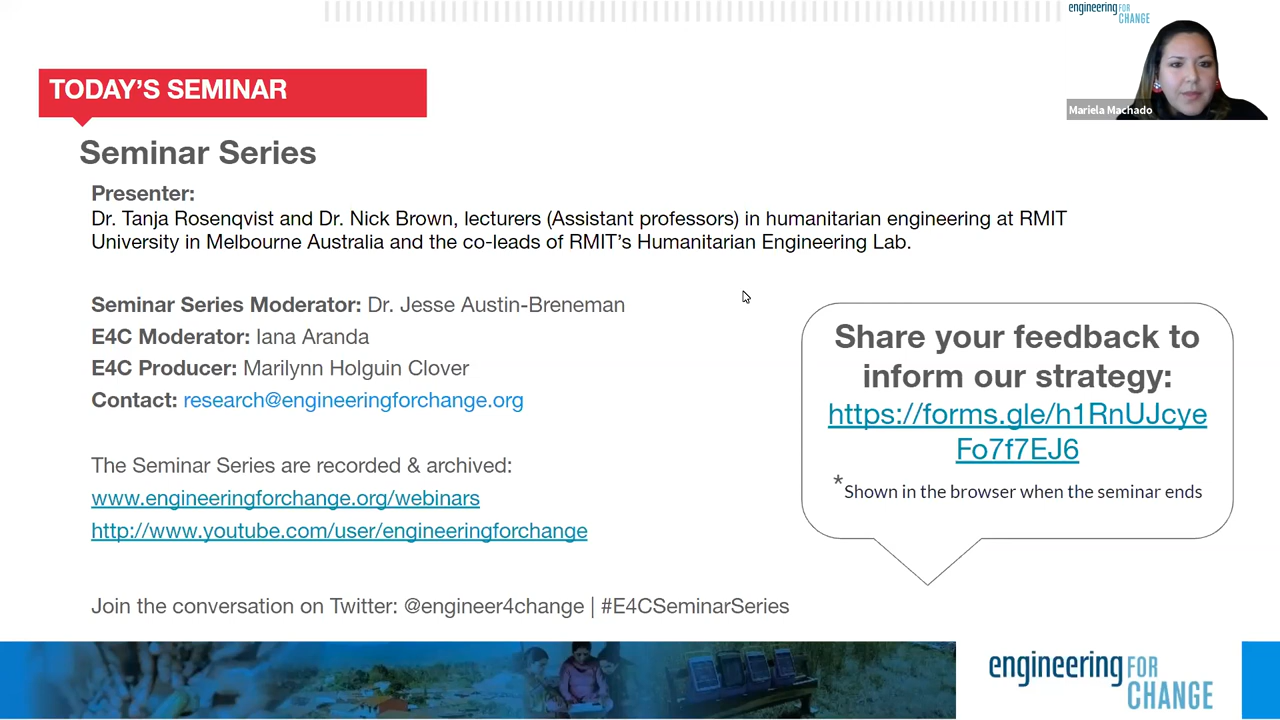 engineering FOR
CHANGE
Mariela Machado
TODAY’S SEMINAR
Seminar Series
Presenter:
Dr. Tanja Rosenqvist and Dr. Nick Brown, lecturers (Assistant professors) in humanitarian engineering at RMIT
University in Melbourne Australia and the co-leads of RMIT’s Humanitarian Engineering Lab.
Seminar Series Moderator: Dr. Jesse Austin-Breneman
E4C Moderator: Iana Aranda
E4C Producer: Marilynn Holguin Clover
Contact: research@engineeringforchange.org
The Seminar Series are recorded & archived:
www.engineeringforchange.org/webinars
http://www.youtube.com/user/engineeringforchange
Join the conversation on Twitter: @engineer4change | #E4CSeminarSeries
Share your feedback to
inform our strategy:
https://forms.gle/h1RnUJcye
Fo7f7EJ6
*Shown in the browser when the seminar ends
engineering FOR
CHANGE